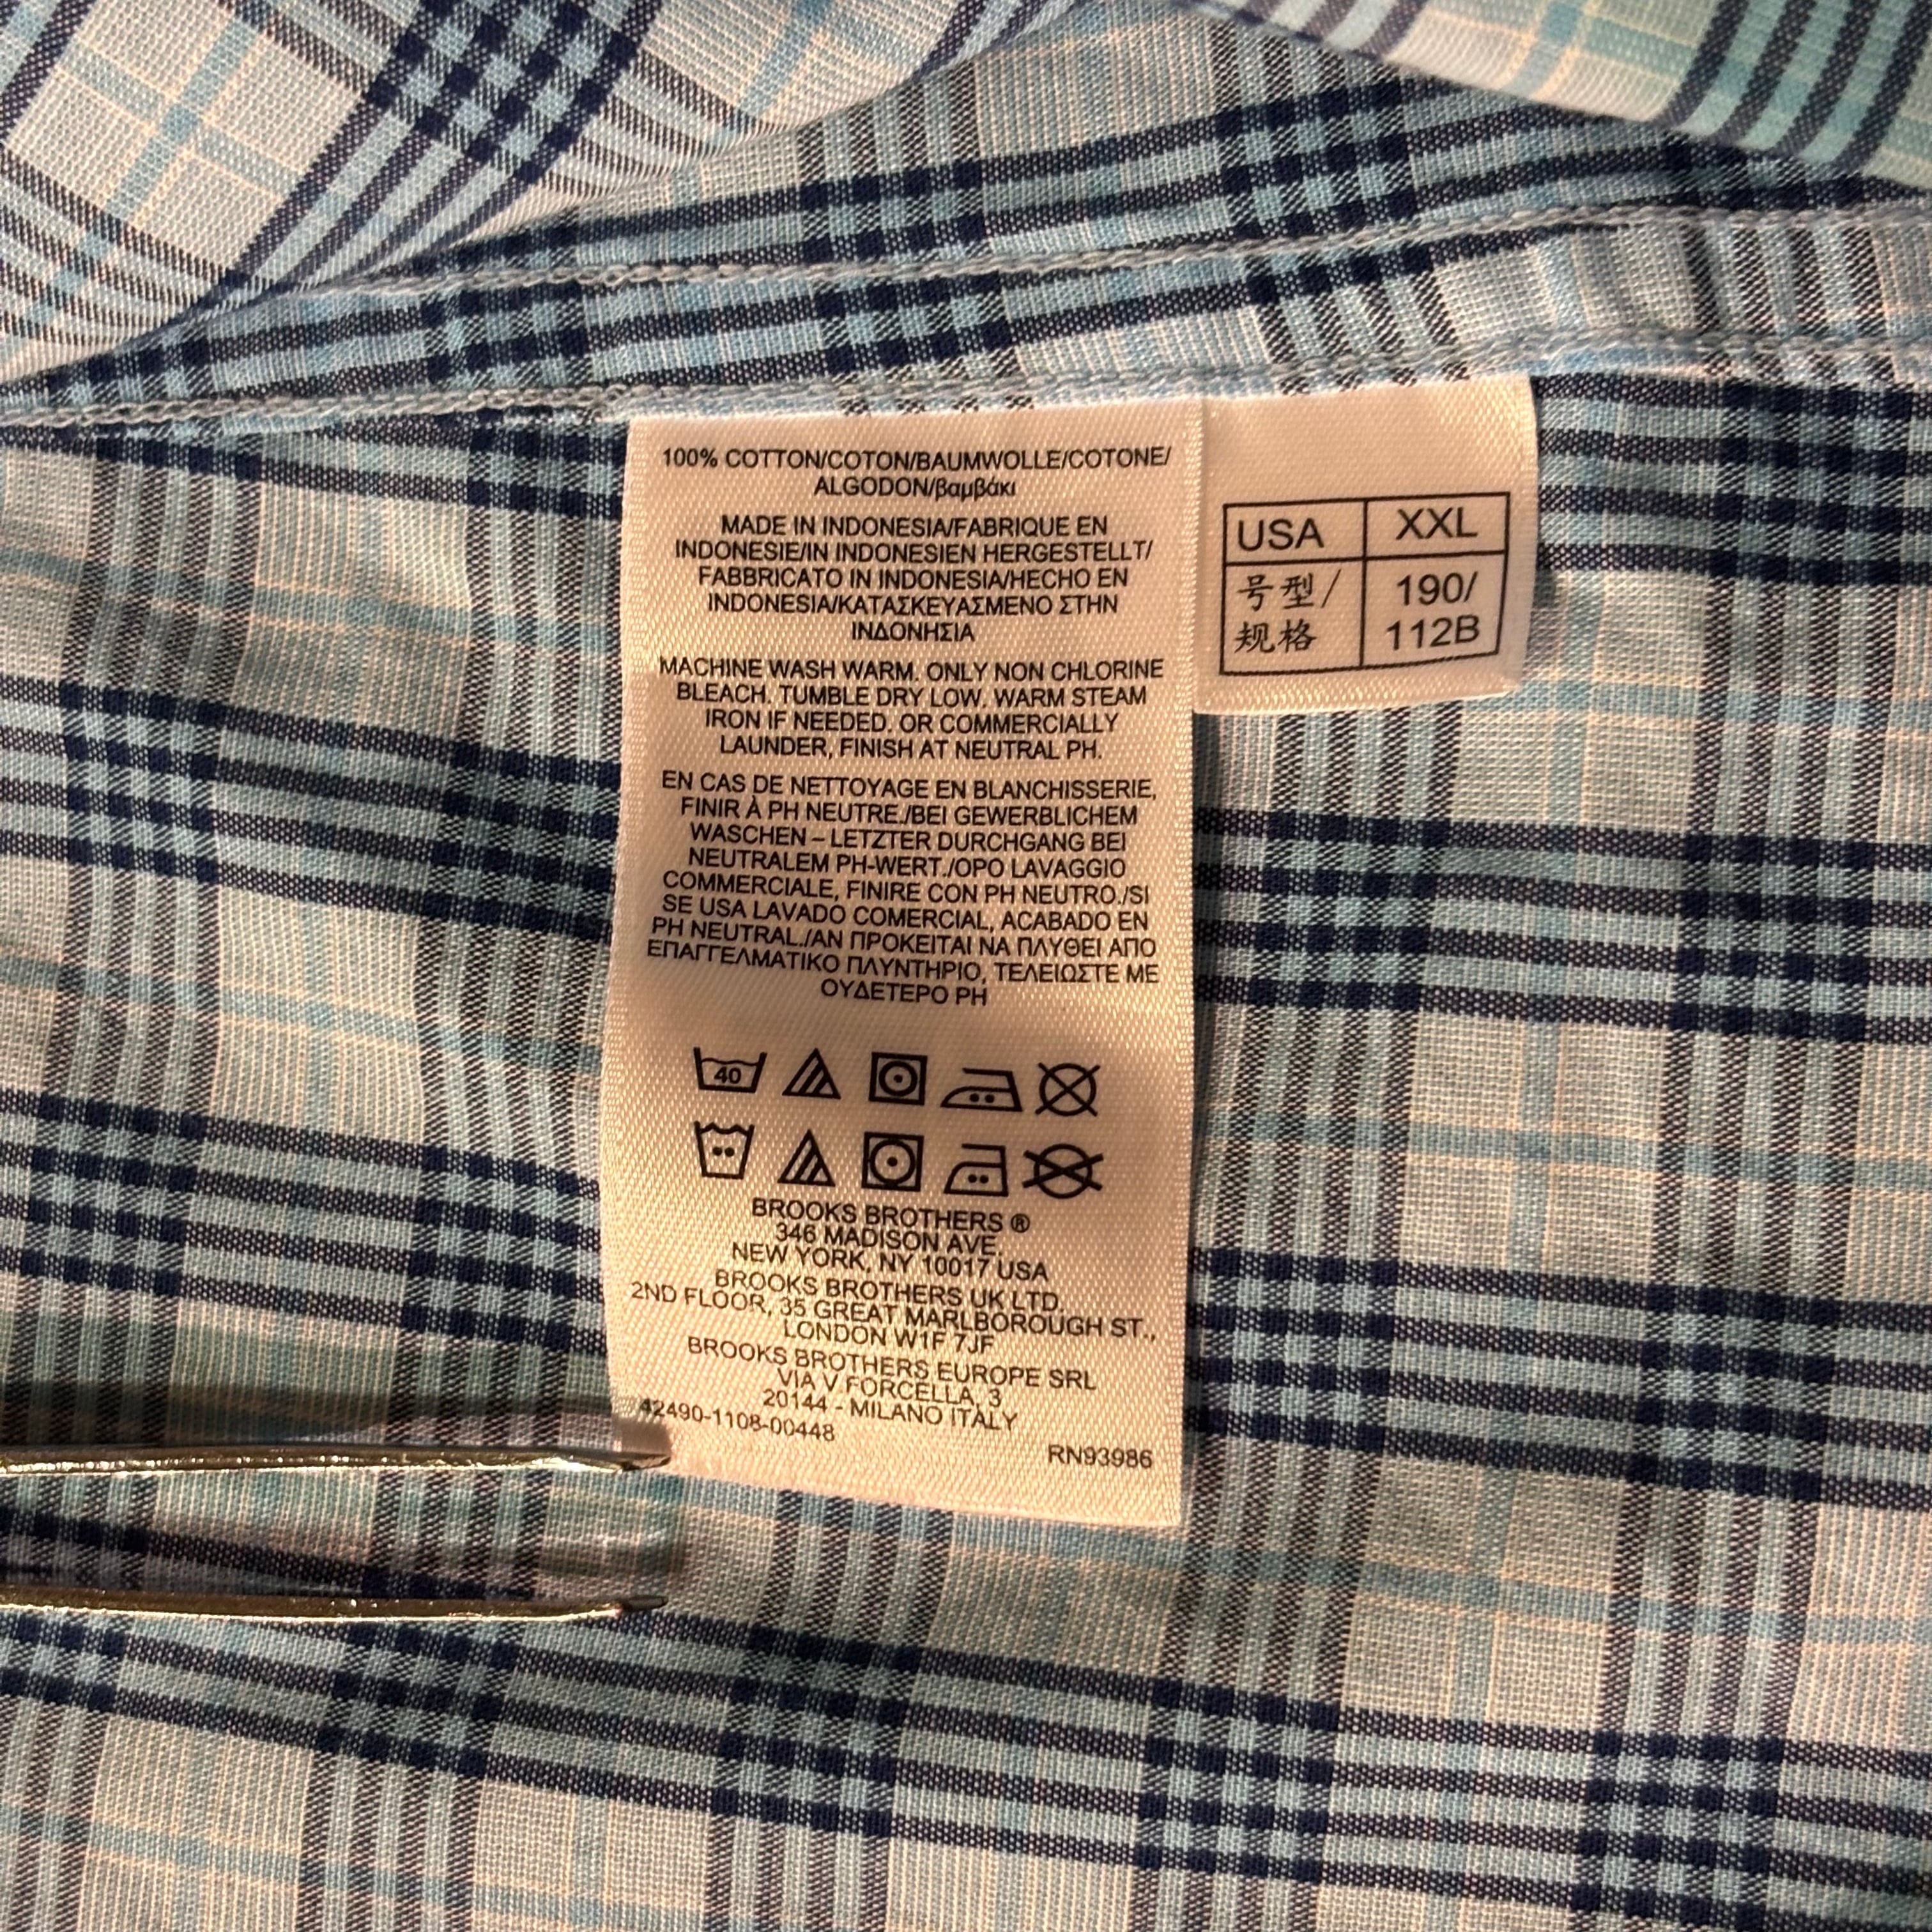 100% COTTON/COTON/BAUMWOLLE/COTONE/
ALGODON/βαμβάκι
MADE IN INDONESIA/FABRIQUE EN
INDONESIE/IN INDONESIEN HERGESTELLT/
FABBRICATO IN INDONESIA/HECHO EN
INDONESIA/ΚΑΤΑΣΚΕΥΑΣΜΕΝΟ ΣΤΗΝ
ΙΝΔΟΝΗΣΙΑ
MACHINE WASH WARM. ONLY NON CHLORINE
BLEACH. TUMBLE DRY LOW. WARM STEAM
IRON IF NEEDED. OR COMMERCIALLY
LAUNDER, FINISH AT NEUTRAL PH.
EN CAS DE NETTOYAGE EN BLANCHISSERIE,
FINIR À PH NEUTRE./BEI GEWERBLICHEM
WASCHEN – LETZTER DURCHGANG BEI
NEUTRALEM PH-WERT./OPO LAVAGGIO
COMMERCIALE, FINIRE CON PH NEUTRO./SI
SE USA LAVADO COMERCIAL, ACABADO EN
PH NEUTRAL./ΑΝ ΠΡΟΚΕΙΤΑΙ ΝΑ ΠΛΥΘΕΙ ΑΠΟ
ΕΠΑΓΓΕΛΜΑΤΙΚΟ ΠΛΥΝΤΗΡΙΟ, ΤΕΛΕΙΩΣΤΕ ΜΕ
ΟΥΔΕΤΕΡΟ PH
40
BROOKS BROTHERS ®
346 MADISON AVE.
NEW YORK, NY 10017 USA
BROOKS BROTHERS UK LTD.
2ND FLOOR, 35 GREAT MARLBOROUGH ST.,
LONDON W1F 7JF
BROOKS BROTHERS EUROPE SRL
VIA V.FORCELLA, 3
20144 - MILANO ITALY
42490-1108-00448
RN93986
USA XXL
号型/ 190/
规格 112B